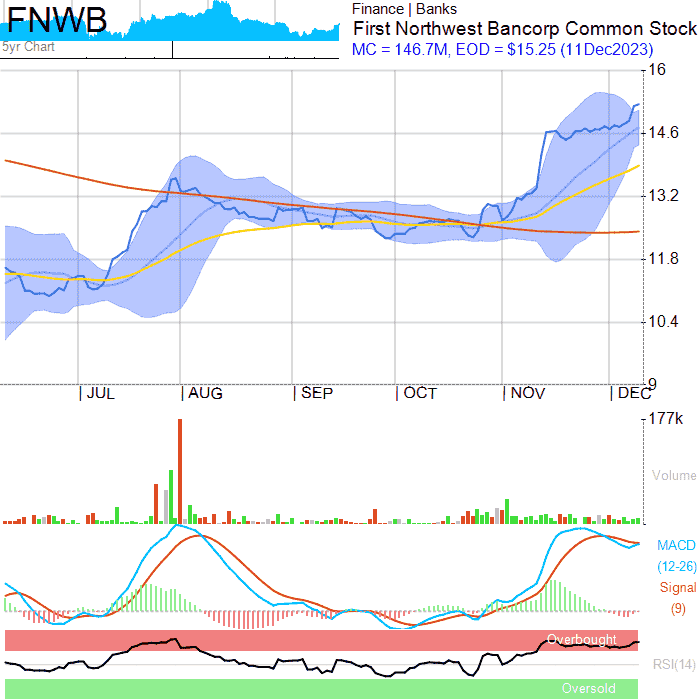 FNWB
5yr Chart
Finance | Banks
First Northwest Bancorp Common Stock
MC = 146.7M, EOD = $15.25 (11Dec2023)
16
14.6
13.2
11.8
10.4
9
JUL AUG SEP OCT NOV DEC
177k
Volume
MACD
(12-26)
Signal
(9)
Overbought
RSI(14)
Oversold